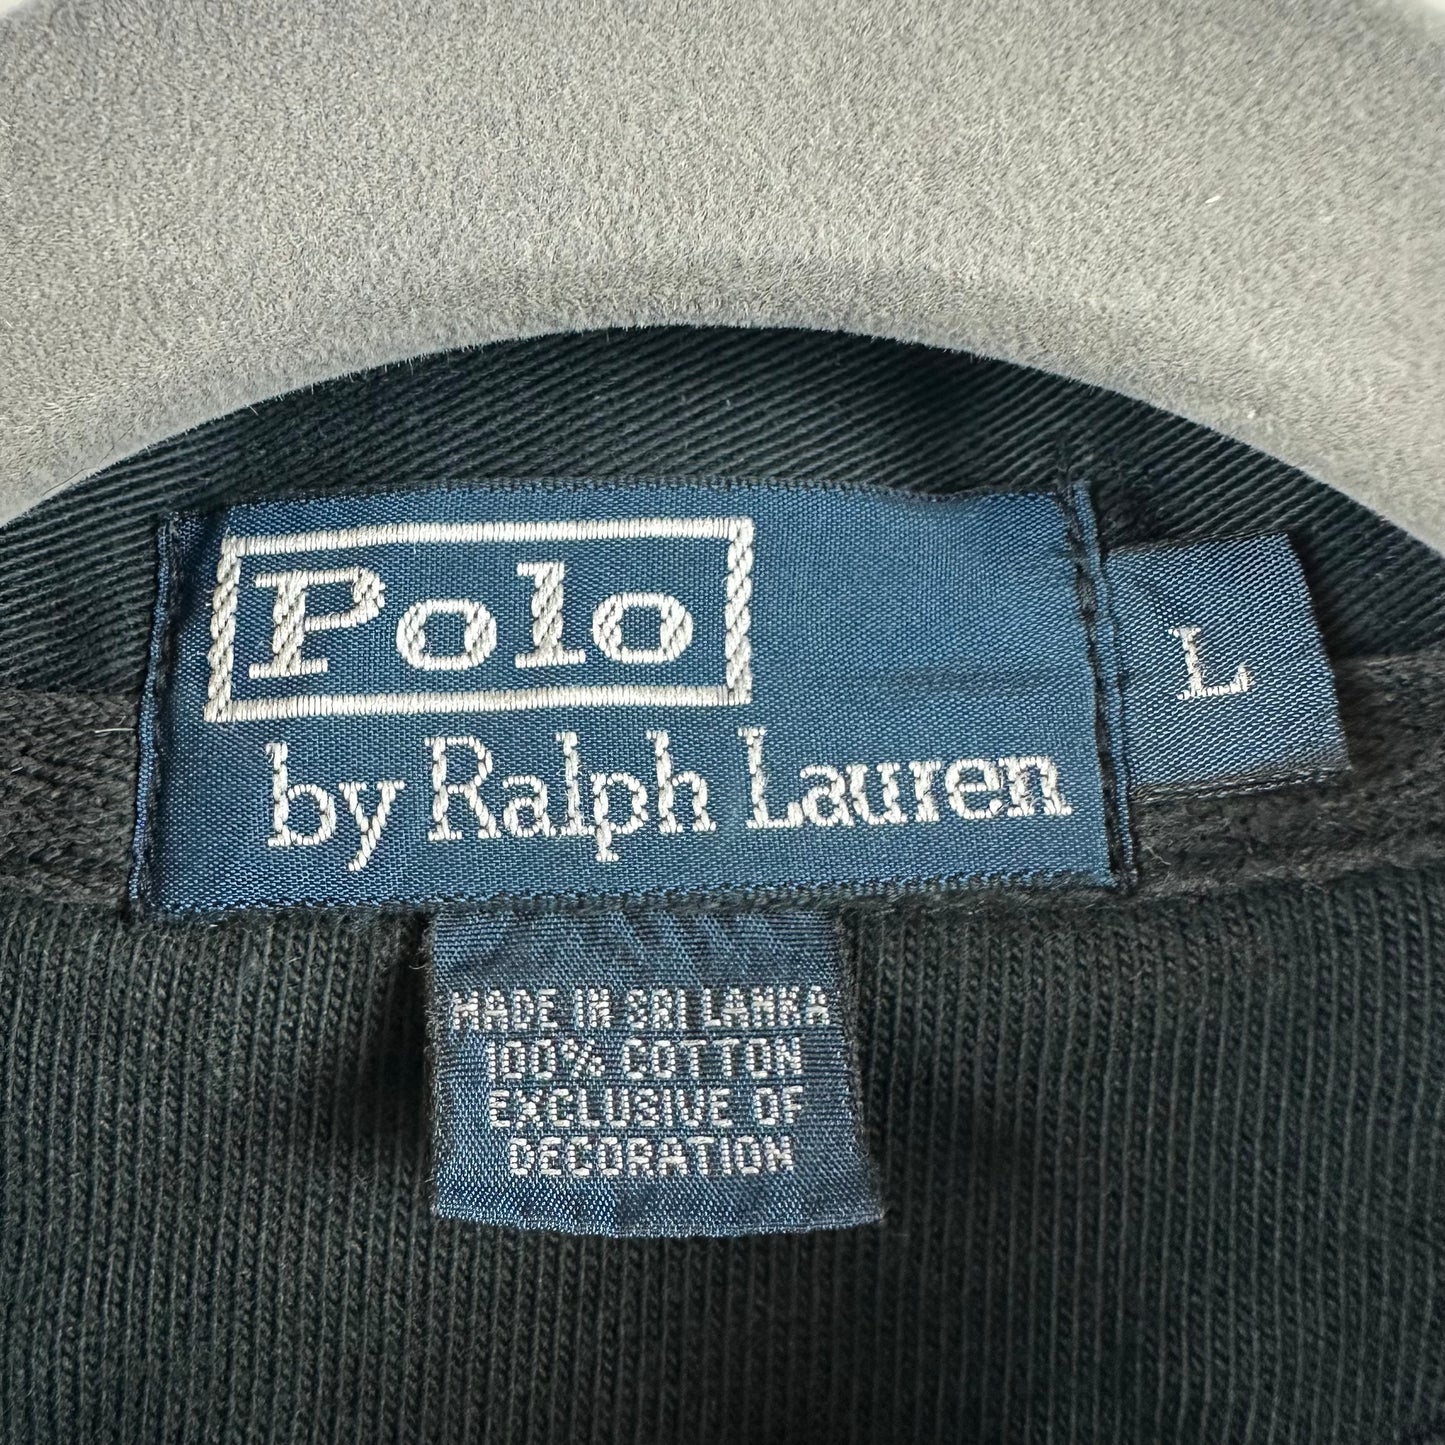 Polo
by Ralph Lauren
L
MADE IN SRI LANKA
100% COTTON
EXCLUSIVE OF
DECORATION